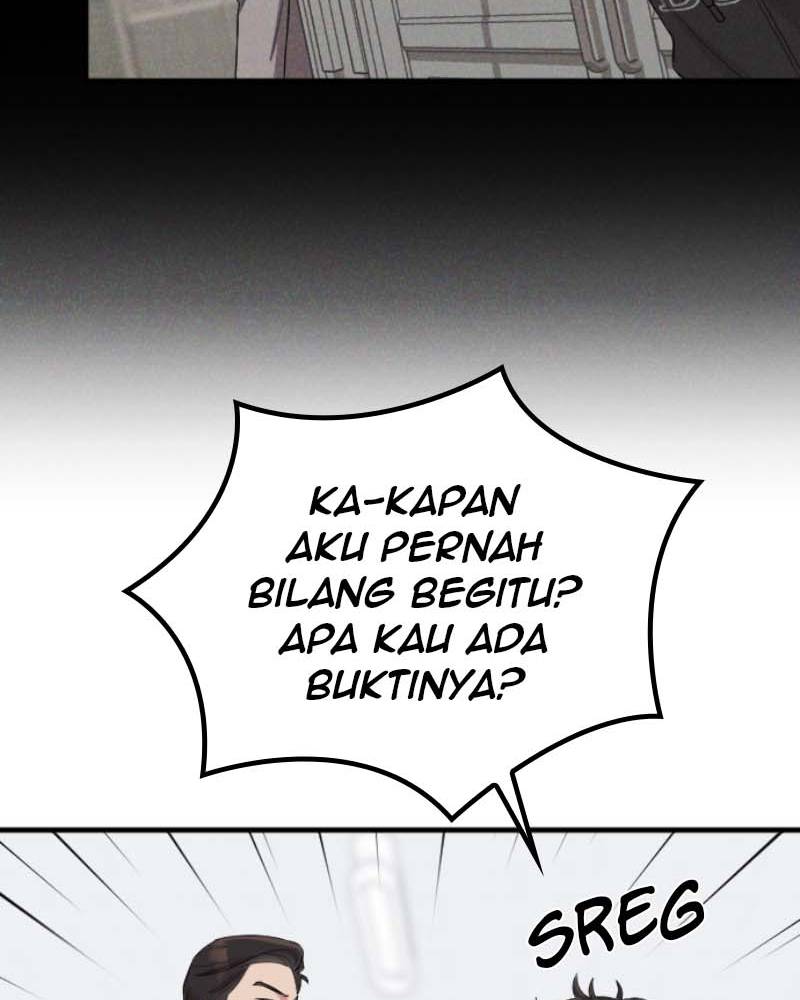 KA-KAPAN
AKU PERNAH
BILANG BEGITU?
APA KAU ADA
BUKTINYA?
SREG